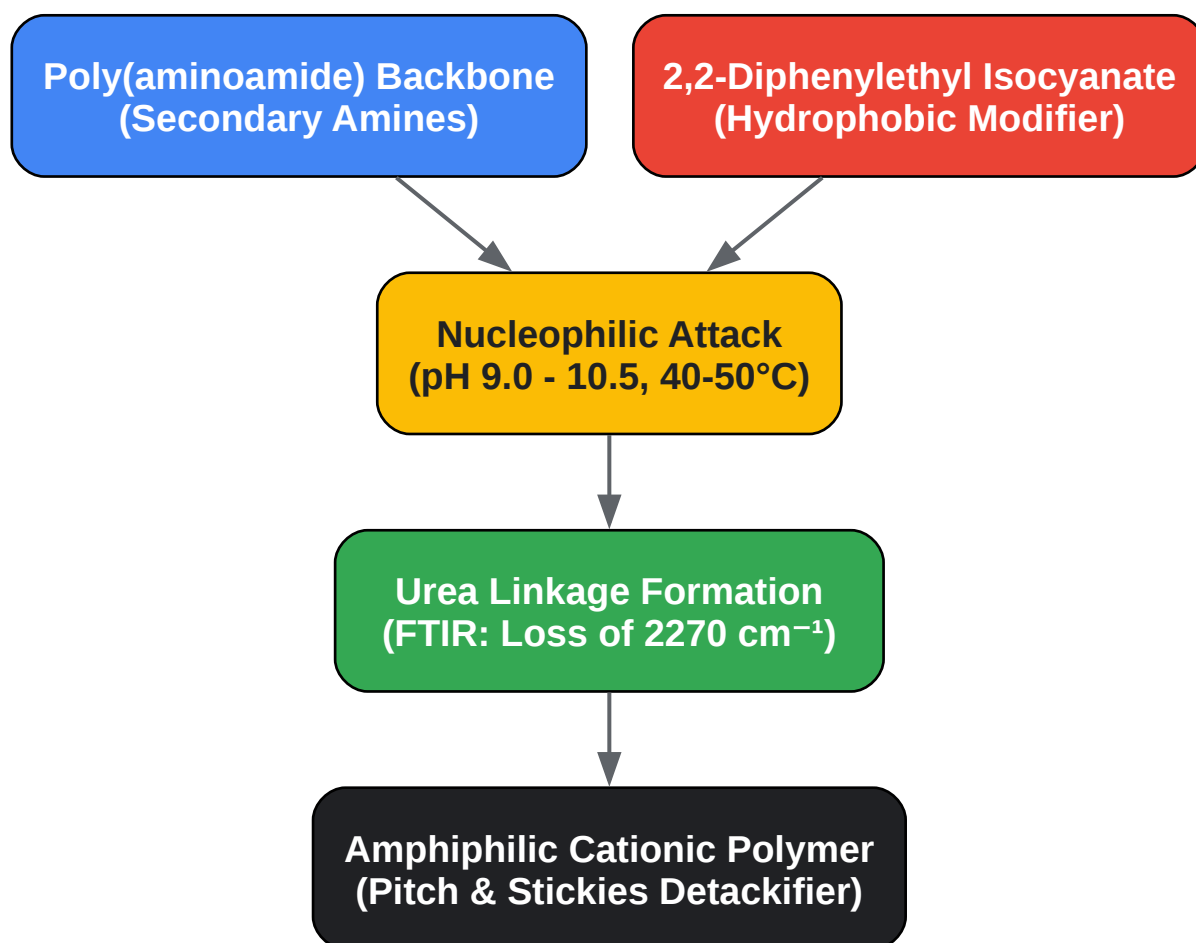 Poly(aminoamide) Backbone
(Secondary Amines)
2,2-Diphenylethyl Isocyanate
(Hydrophobic Modifier)
Nucleophilic Attack
(pH 9.0 - 10.5, 40-50°C)
Urea Linkage Formation
(FTIR: Loss of 2270 cm⁻¹)
Amphiphilic Cationic Polymer
(Pitch & Stickies Detackifier)